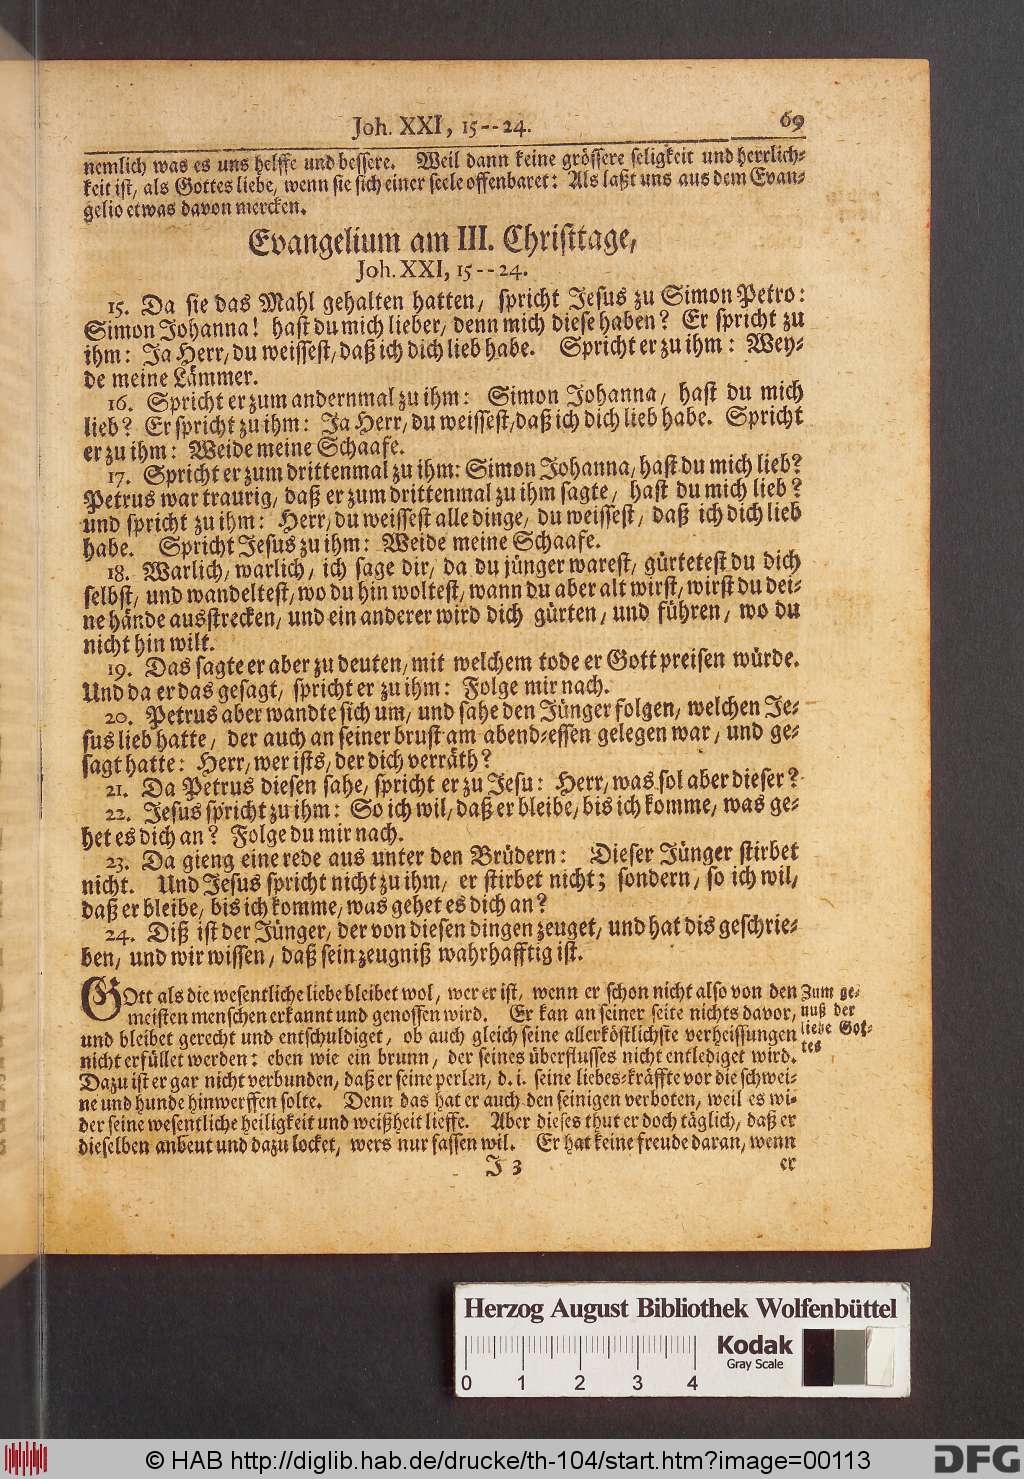 Joh. XXI, 15--24. 69
nemlich was es uns helffe und bessere. Weil dann keine grössere seligkeit und herrlich-
keit ist, als Gottes liebe, wenn sie sich einer seele offenbaret: Als laßt uns aus dem Evan-
gelio etwas davon mercken.
Evangelium am III. Christtage,
Joh. XXI, 15--24.
15. Da sie das Mahl gehalten hatten, spricht Jesus zu Simon Petro:
Simon Johanna! hast du mich lieber, denn mich diese haben? Er spricht zu
ihm: Ja Herr, du weissest, daß ich dich lieb habe. Spricht er zu ihm: Wey-
de meine Lämmer.
16. Spricht er zum andernmal zu ihm: Simon Johanna, hast du mich
lieb? Er spricht zu ihm: Ja Herr, du weissest, daß ich dich lieb habe. Spricht
er zu ihm: Weide meine Schaafe.
17. Spricht er zum drittenmal zu ihm: Simon Johanna, hast du mich lieb?
Petrus war traurig, daß er zum drittenmal zu ihm sagte, hast du mich lieb?
und spricht zu ihm: Herr, du weissest alle dinge, du weissest, daß ich dich lieb
habe. Spricht Jesus zu ihm: Weide meine Schaafe.
18. Warlich, warlich, ich sage dir, da du jünger warest, gürtetest du dich
selbst, und wandeltest, wo du hin woltest, wann du aber alt wirst, wirst du dei-
ne hände ausstrecken, und ein anderer wird dich gürten, und führen, wo du
nicht hin wilt.
19. Das sagte er aber zu deuten, mit welchem tode er Gott preisen würde.
Und da er das gesagt, spricht er zu ihm: Folge mir nach.
20. Petrus aber wandte sich um, und sahe den Jünger folgen, welchen Je-
sus lieb hatte, der auch an seiner brust am abend-essen gelegen war, und ge-
sagt hatte: Herr, wer ists, der dich verräth?
21. Da Petrus diesen sahe, spricht er zu Jesu: Herr, was sol aber dieser?
22. Jesus spricht zu ihm: So ich wil, daß er bleibe, bis ich komme, was ge-
het es dich an? Folge du mir nach.
23. Da gieng eine rede aus unter den Brüdern: Dieser Jünger stirbet
nicht. Und Jesus spricht nicht zu ihm, er stirbet nicht; sondern, so ich wil,
daß er bleibe, bis ich komme, was gehet es dich an?
24. Diß ist der Jünger, der von diesen dingen zeuget, und hat dis geschrie-
ben, und wir wissen, daß sein zeugniß wahrhafftig ist.
GOtt als die wesentliche liebe bleibet wol, wer er ist, wenn er schon nicht also von den
meisten menschen erkannt und genossen wird. Er kan an seiner seite nichts davor,
und bleibet gerecht und entschuldiget, ob auch gleich seine allerköstlichste verheissungen
nicht erfüllet werden: eben wie ein brunn, der seines überflusses nicht entlediget wird.
Dazu ist er gar nicht verbunden, daß er seine perlen, d. i. seine liebes-kräffte vor die schwei-
ne und hunde hinwerffen solte. Denn das hat er auch den seinigen verboten, weil es wi-
der seine wesentliche heiligkeit und weißheit lieffe. Aber dieses thut er doch täglich, daß er
dieselben anbeut und dazu locket, wers nur fassen wil. Er hat keine freude daran, wenn
J 3 er
Zum ge-
nuß der
liebe Got-
tes
Herzog August Bibliothek Wolfenbüttel
Kodak
Gray Scale
0 1 2 3 4
© HAB http://diglib.hab.de/drucke/th-104/start.htm?image=00113
DFG